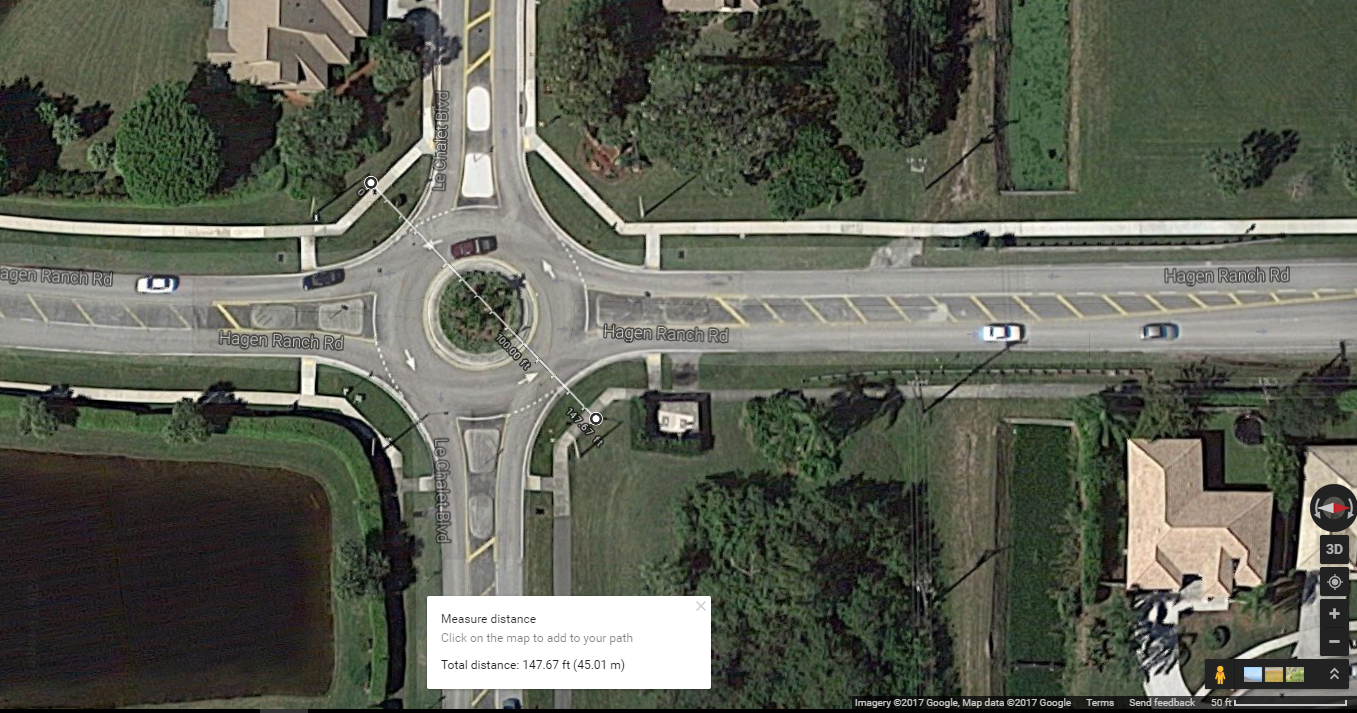 Le Chalet Blvd
0
agen Ranch Rd
Hagen Ranch Rd
Hagen Ranch Rd
Hagen Ranch Rd
100.00 ft
147.67 ft
Le Chalet Blvd
3D
Measure distance
Click on the map to add to your path
Total distance: 147.67 ft (45.01 m)
Imagery ©2017 Google, Map data ©2017 Google Terms Send feedback 50 ft